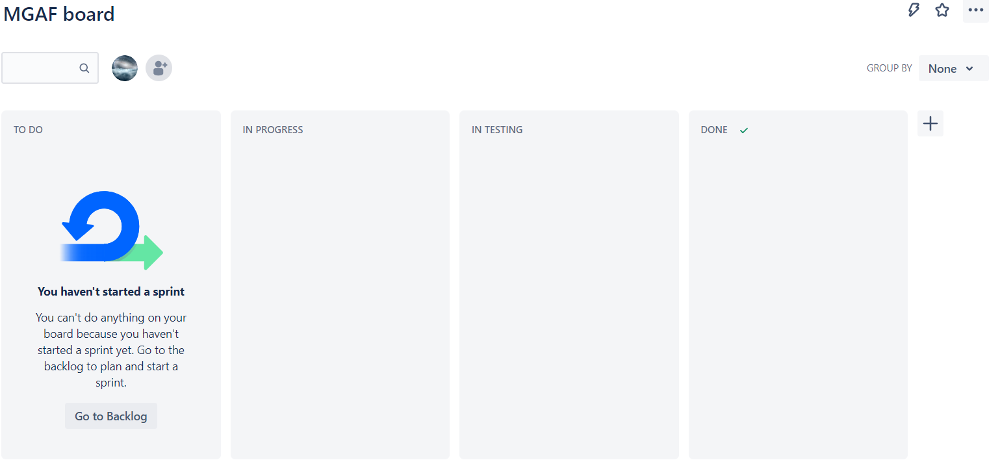 MGAF board
GROUP BY
None
TO DO
IN PROGRESS
IN TESTING
DONE
You haven't started a sprint
You can't do anything on your
board because you haven't
started a sprint yet. Go to the
backlog to plan and start a
sprint.
Go to Backlog